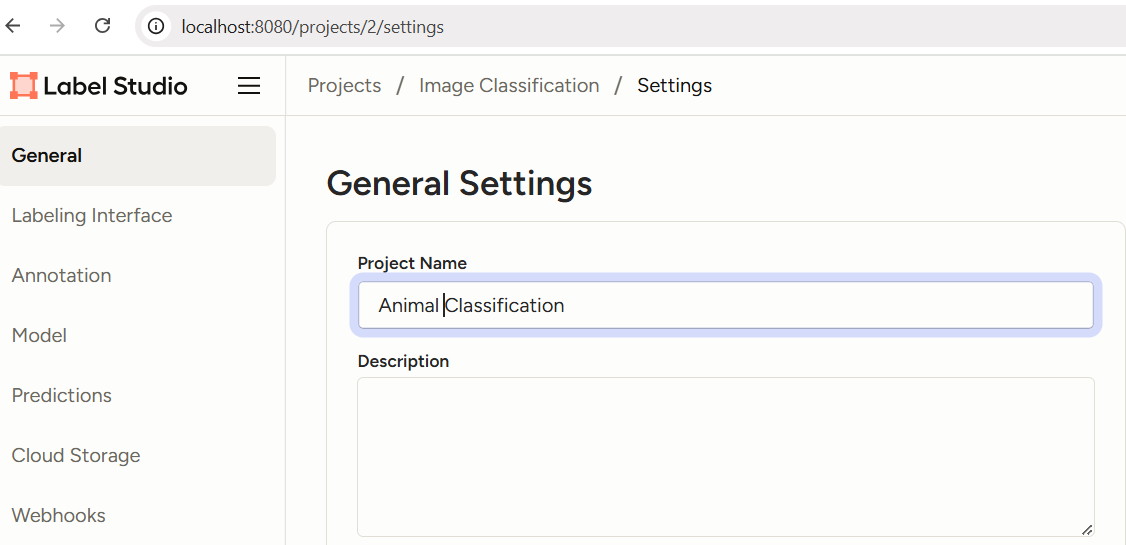 localhost:8080/projects/2/settings
Label Studio
Projects / Image Classification / Settings
General
Labeling Interface
Annotation
Model
Predictions
Cloud Storage
Webhooks
General Settings
Project Name
Animal Classification
Description